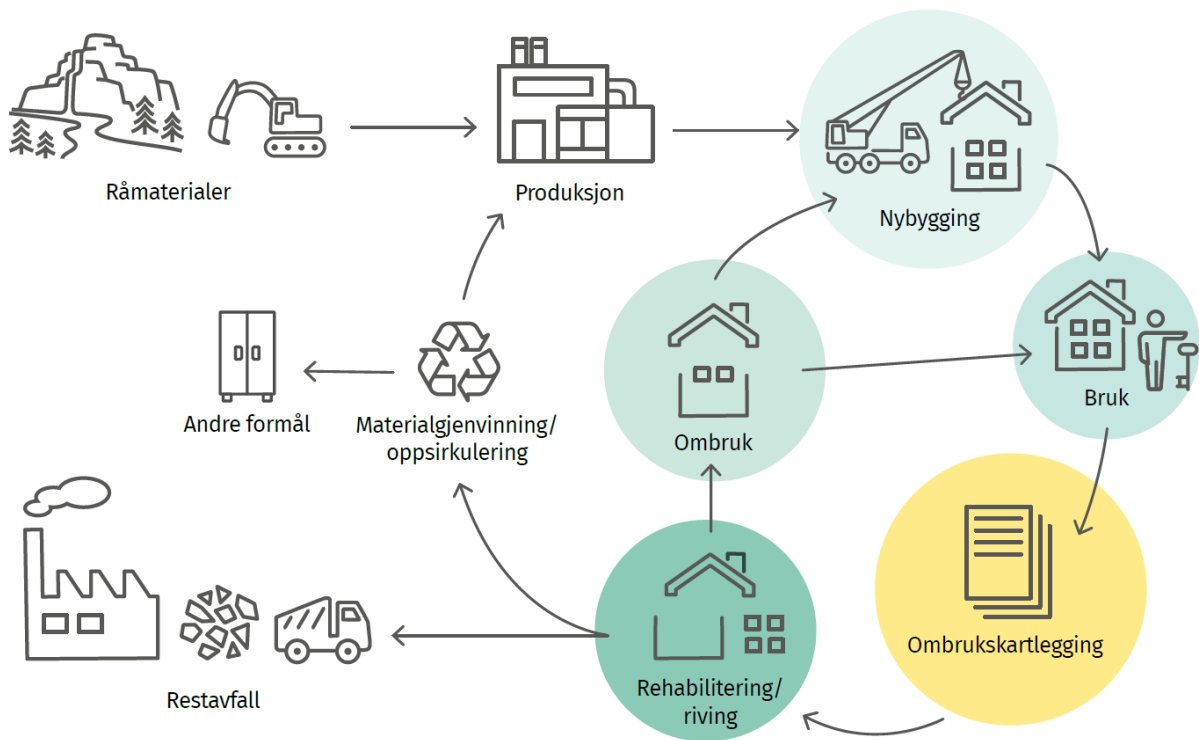 Råmaterialer
Produksjon
Nybygging
Andre formål
Materialgjenvinning/
oppsirkulering
Ombruk
Bruk
Restavfall
Rehabilitering/
riving
Ombrukskartlegging